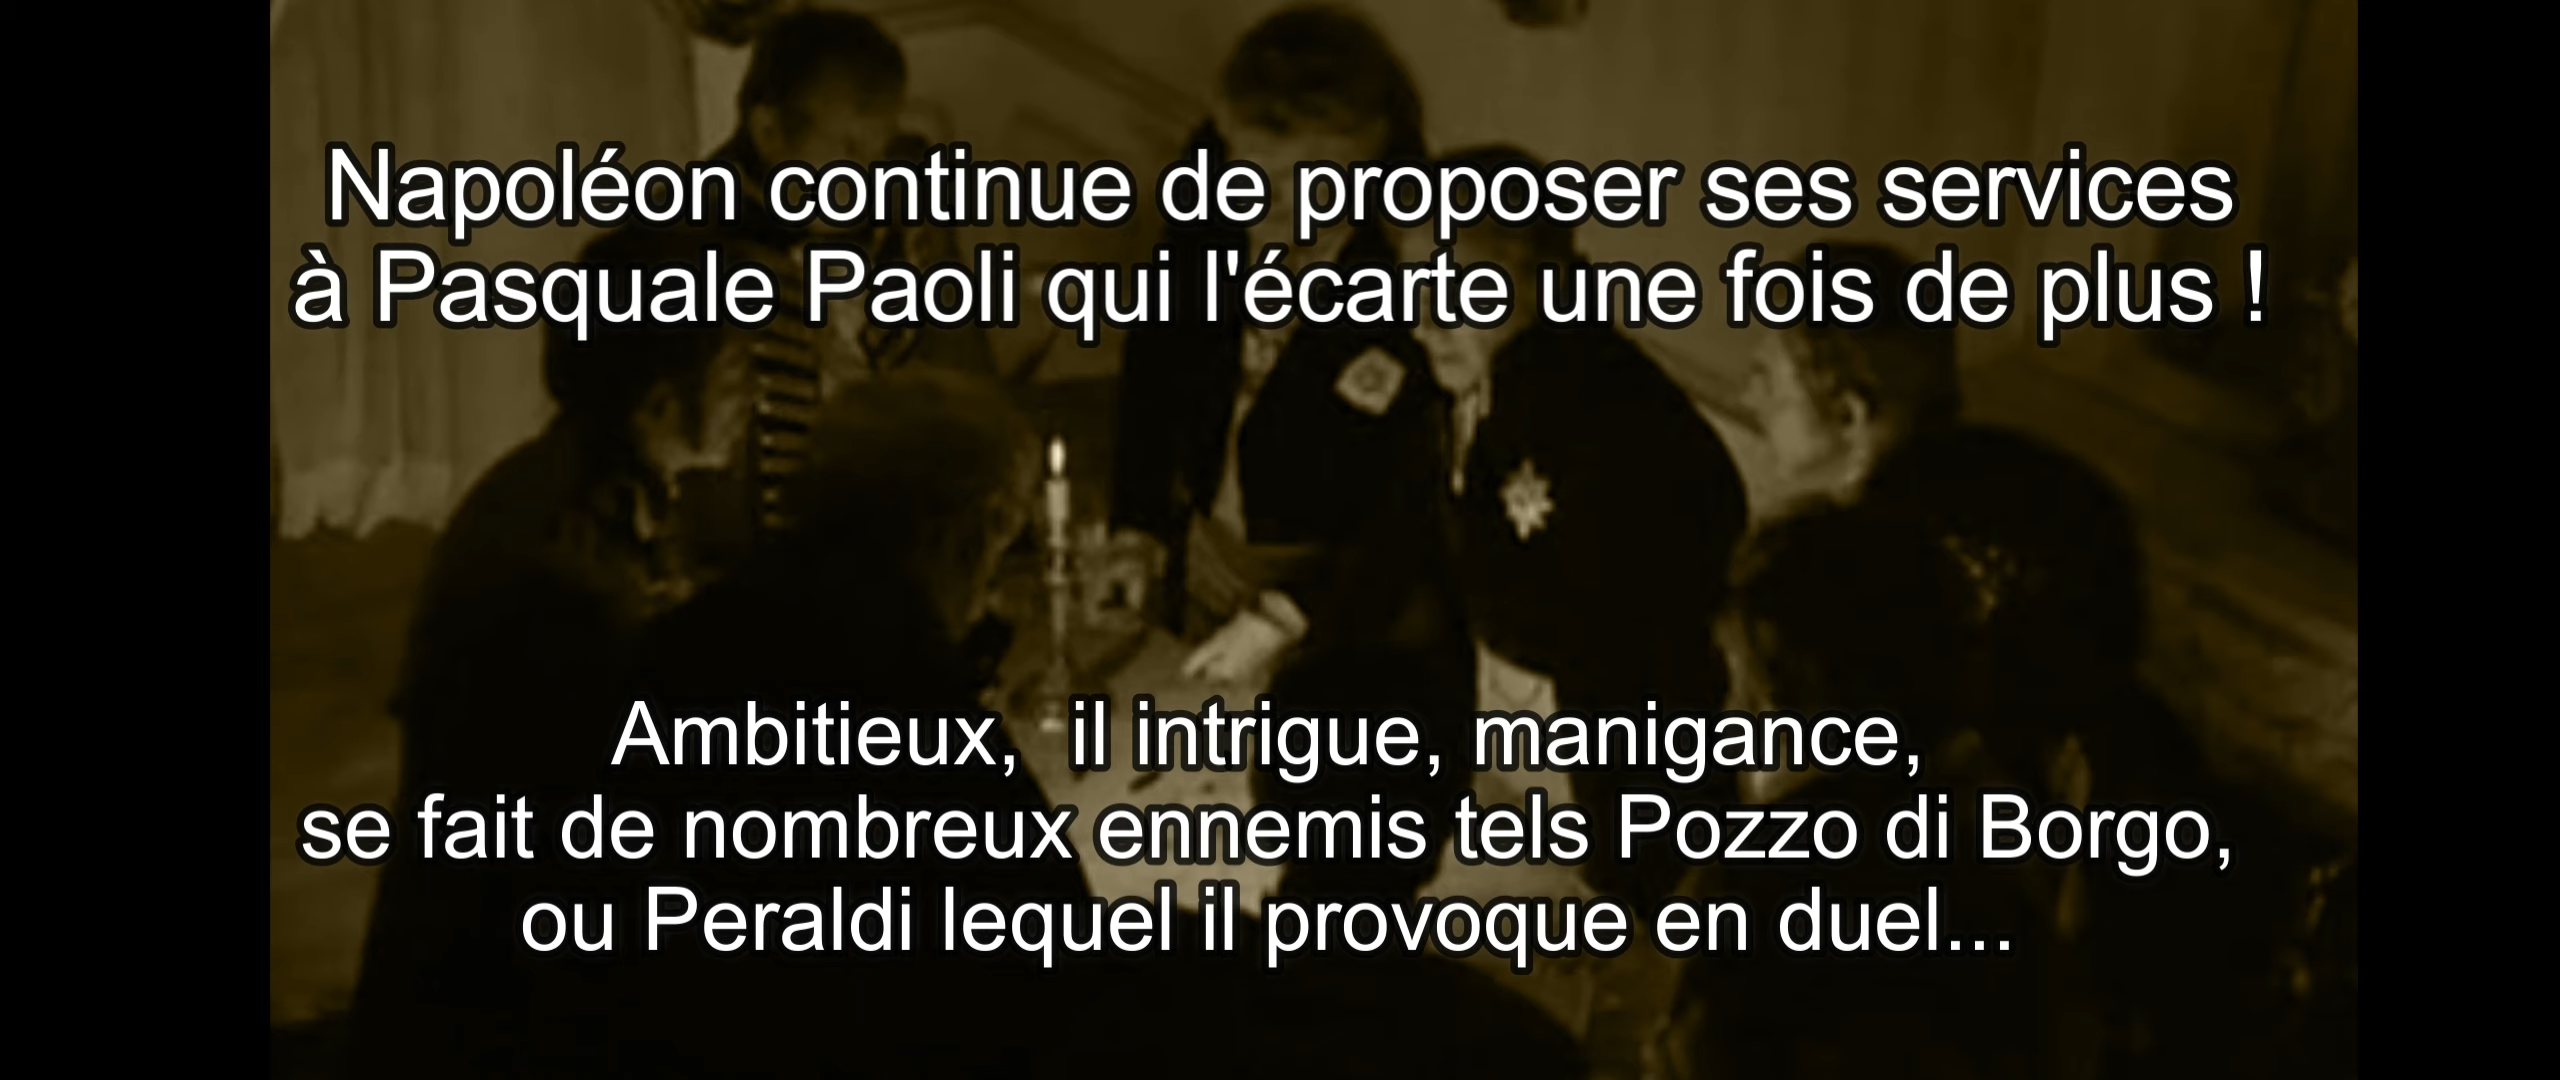 Napoléon continue de proposer ses services
à Pasquale Paoli qui l'écarte une fois de plus !
Ambitieux,  il intrigue, manigance,
se fait de nombreux ennemis tels Pozzo di Borgo,
ou Peraldi lequel il provoque en duel...